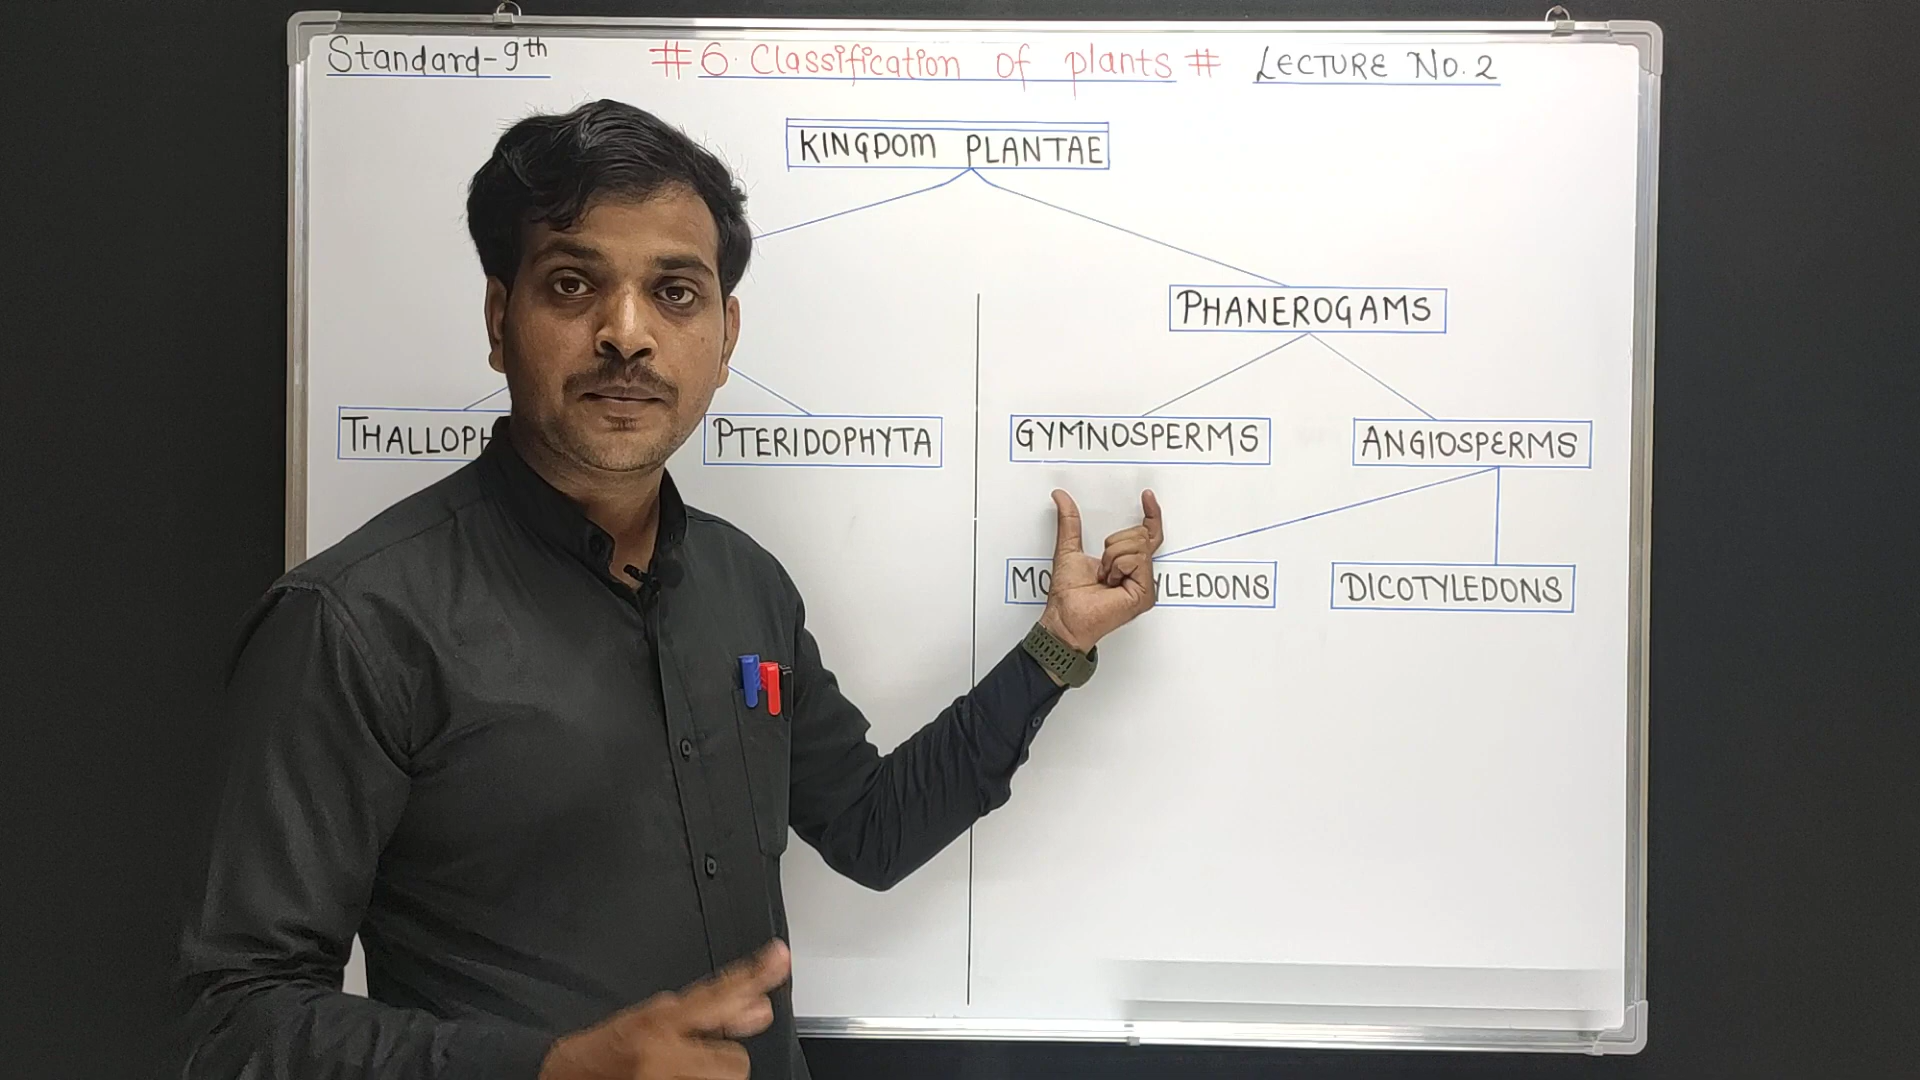 Standard-9th #6. Classification of plants # LECTURE No. 2
KINGDOM PLANTAE
PHANEROGAMS
PTERIDOPHYTA GYMNOSPERMS ANGIOSPERMS
DICOTYLEDONS